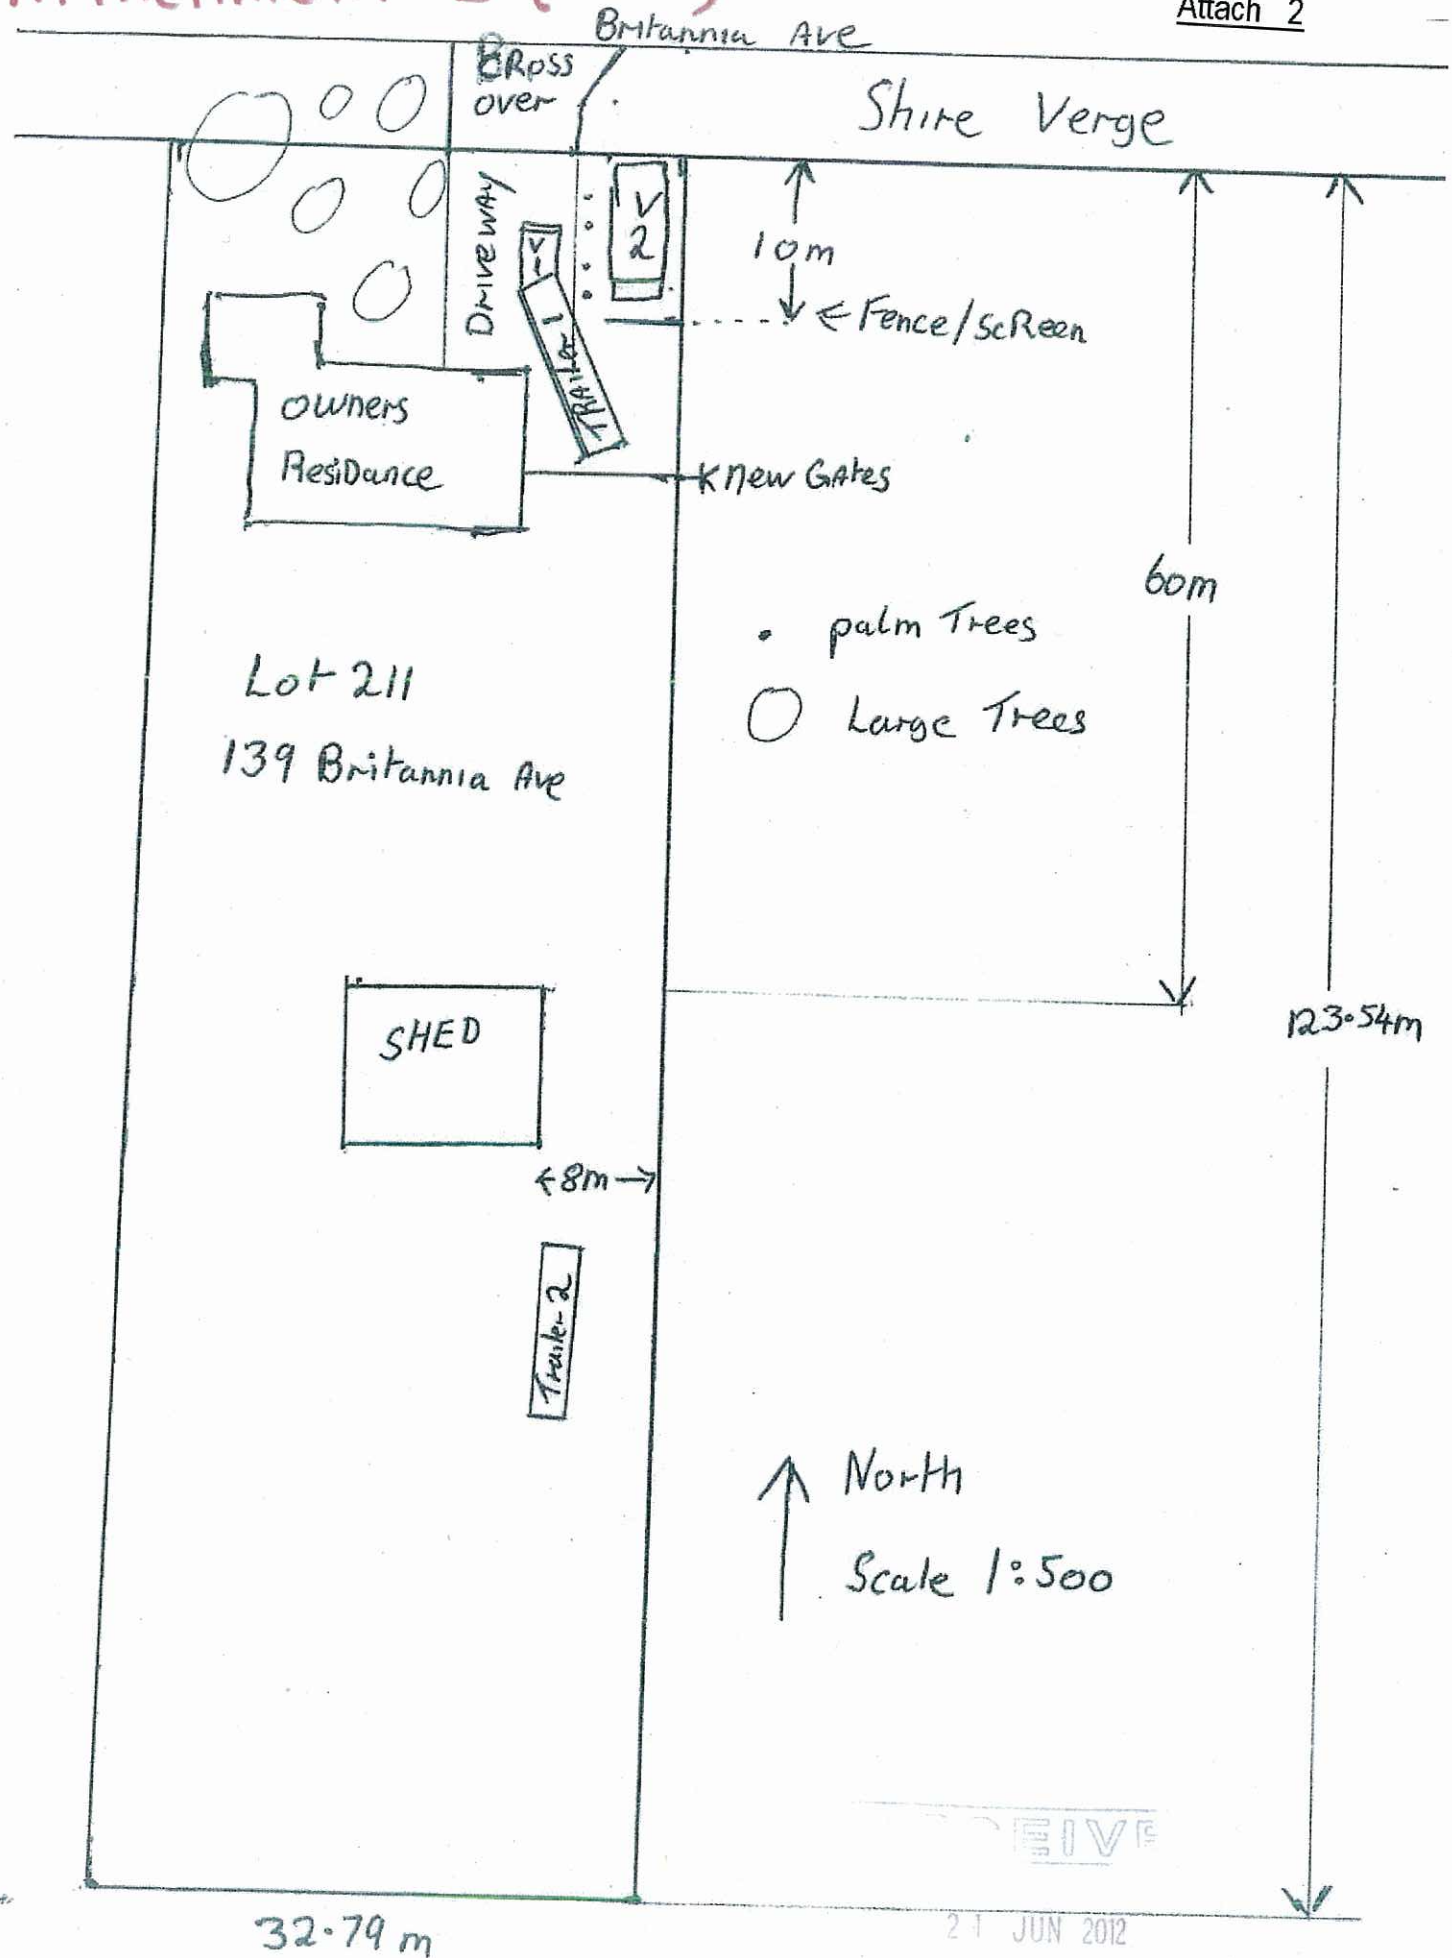 Attach 2
Britannia Ave
CRoss
over
Shire Verge
DriveWAY
V
2
V
1
10m
TRAILer 1
← Fence/ScReen
owners
ResiDance
new GAtes
60m
• palm Trees
Large Trees
Lot 211
139 Britannia Ave
SHED
123.54m
←8m→
Trailer 2
North
Scale 1:500
32.79 m
21 JUN 2012